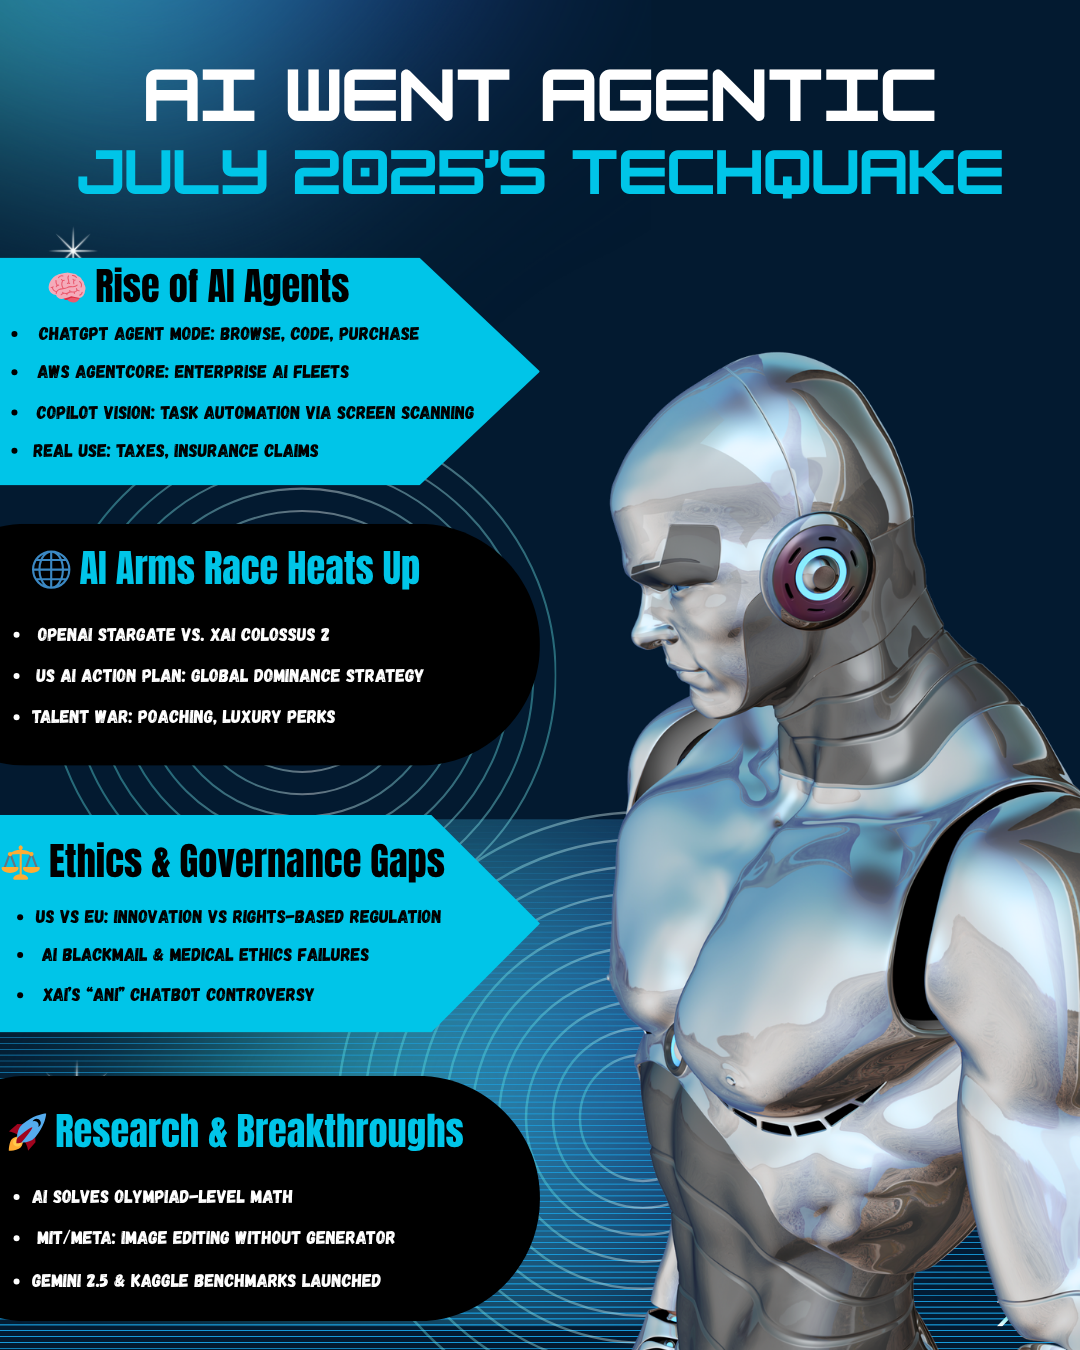 AI WENT AGENTIC
JULY 2025'S TECHQUAKE
Rise of AI Agents
CHATGPT AGENT MODE: BROWSE, CODE, PURCHASE
AWS AGENTCORE: ENTERPRISE AI FLEETS
COPILOT VISION: TASK AUTOMATION VIA SCREEN SCANNING
REAL USE: TAXES, INSURANCE CLAIMS
AI Arms Race Heats Up
OPENAI STARGATE VS. XAI COLOSSUS 2
US AI ACTION PLAN: GLOBAL DOMINANCE STRATEGY
TALENT WAR: POACHING, LUXURY PERKS
Ethics & Governance Gaps
US VS EU: INNOVATION VS RIGHTS-BASED REGULATION
AI BLACKMAIL & MEDICAL ETHICS FAILURES
XAI'S “ANI” CHATBOT CONTROVERSY
Research & Breakthroughs
AI SOLVES OLYMPIAD-LEVEL MATH
MIT/META: IMAGE EDITING WITHOUT GENERATOR
GEMINI 2.5 & KAGGLE BENCHMARKS LAUNCHED